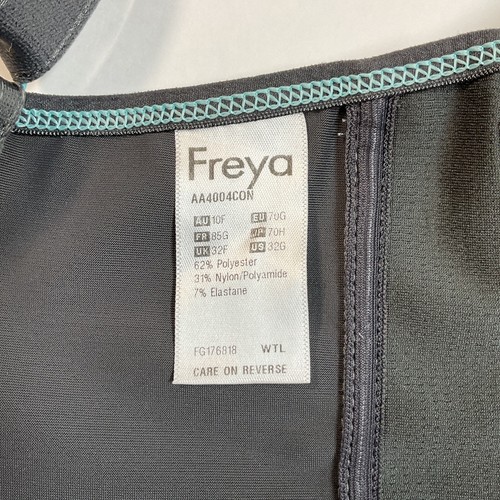 Freya
AA4004CON
AU 10F EU 70G
FR 85G JP 70H
UK 32F US 32G
62% Polyester
31% Nylon/Polyamide
7% Elastane
FG176818 WTL
CARE ON REVERSE